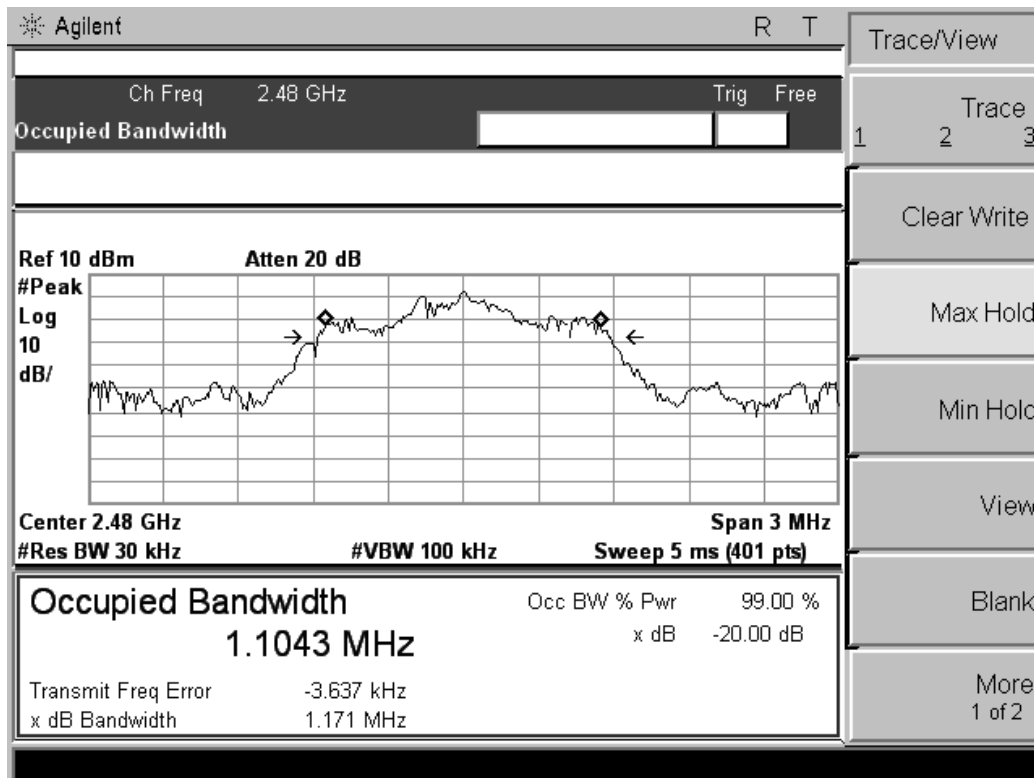 Agilent R T
Trace/View
Ch Freq 2.48 GHz Trig Free
Occupied Bandwidth
Trace
1 2 3
Clear Write
Ref 10 dBm Atten 20 dB
#Peak
Log
10
dB/
Max Hold
Min Hold
View
Center 2.48 GHz Span 3 MHz
#Res BW 30 kHz #VBW 100 kHz Sweep 5 ms (401 pts)
Occupied Bandwidth
1.1043 MHz
Occ BW % Pwr 99.00 %
x dB -20.00 dB
Transmit Freq Error -3.637 kHz
x dB Bandwidth 1.171 MHz
Blank
More
1 of 2